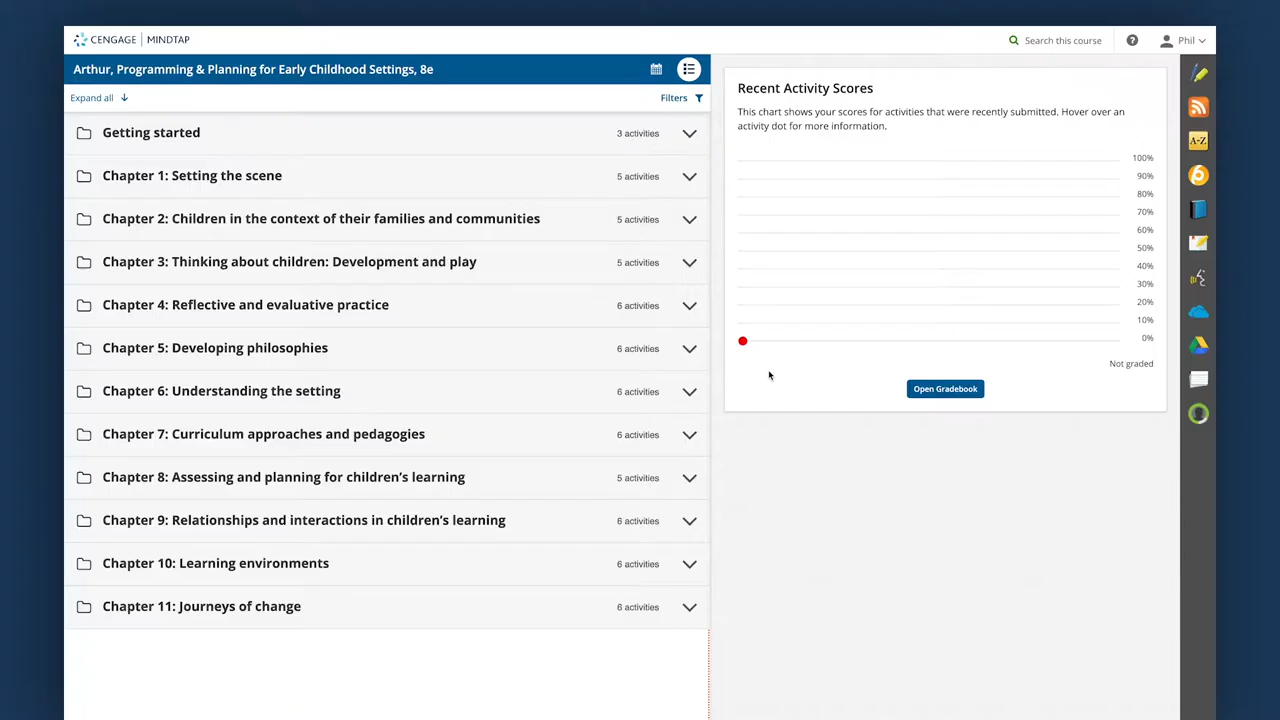 CENGAGE | MINDTAP
Search this course
?
Phil
Arthur, Programming & Planning for Early Childhood Settings, 8e
Expand all
Filters
Getting started
3 activities
Chapter 1: Setting the scene
5 activities
Chapter 2: Children in the context of their families and communities
5 activities
Chapter 3: Thinking about children: Development and play
5 activities
Chapter 4: Reflective and evaluative practice
6 activities
Chapter 5: Developing philosophies
6 activities
Chapter 6: Understanding the setting
6 activities
Chapter 7: Curriculum approaches and pedagogies
6 activities
Chapter 8: Assessing and planning for children’s learning
5 activities
Chapter 9: Relationships and interactions in children’s learning
6 activities
Chapter 10: Learning environments
6 activities
Chapter 11: Journeys of change
6 activities
Recent Activity Scores
This chart shows your scores for activities that were recently submitted. Hover over an
activity dot for more information.
100%
90%
80%
70%
60%
50%
40%
30%
20%
10%
0%
Not graded
Open Gradebook
A-Z